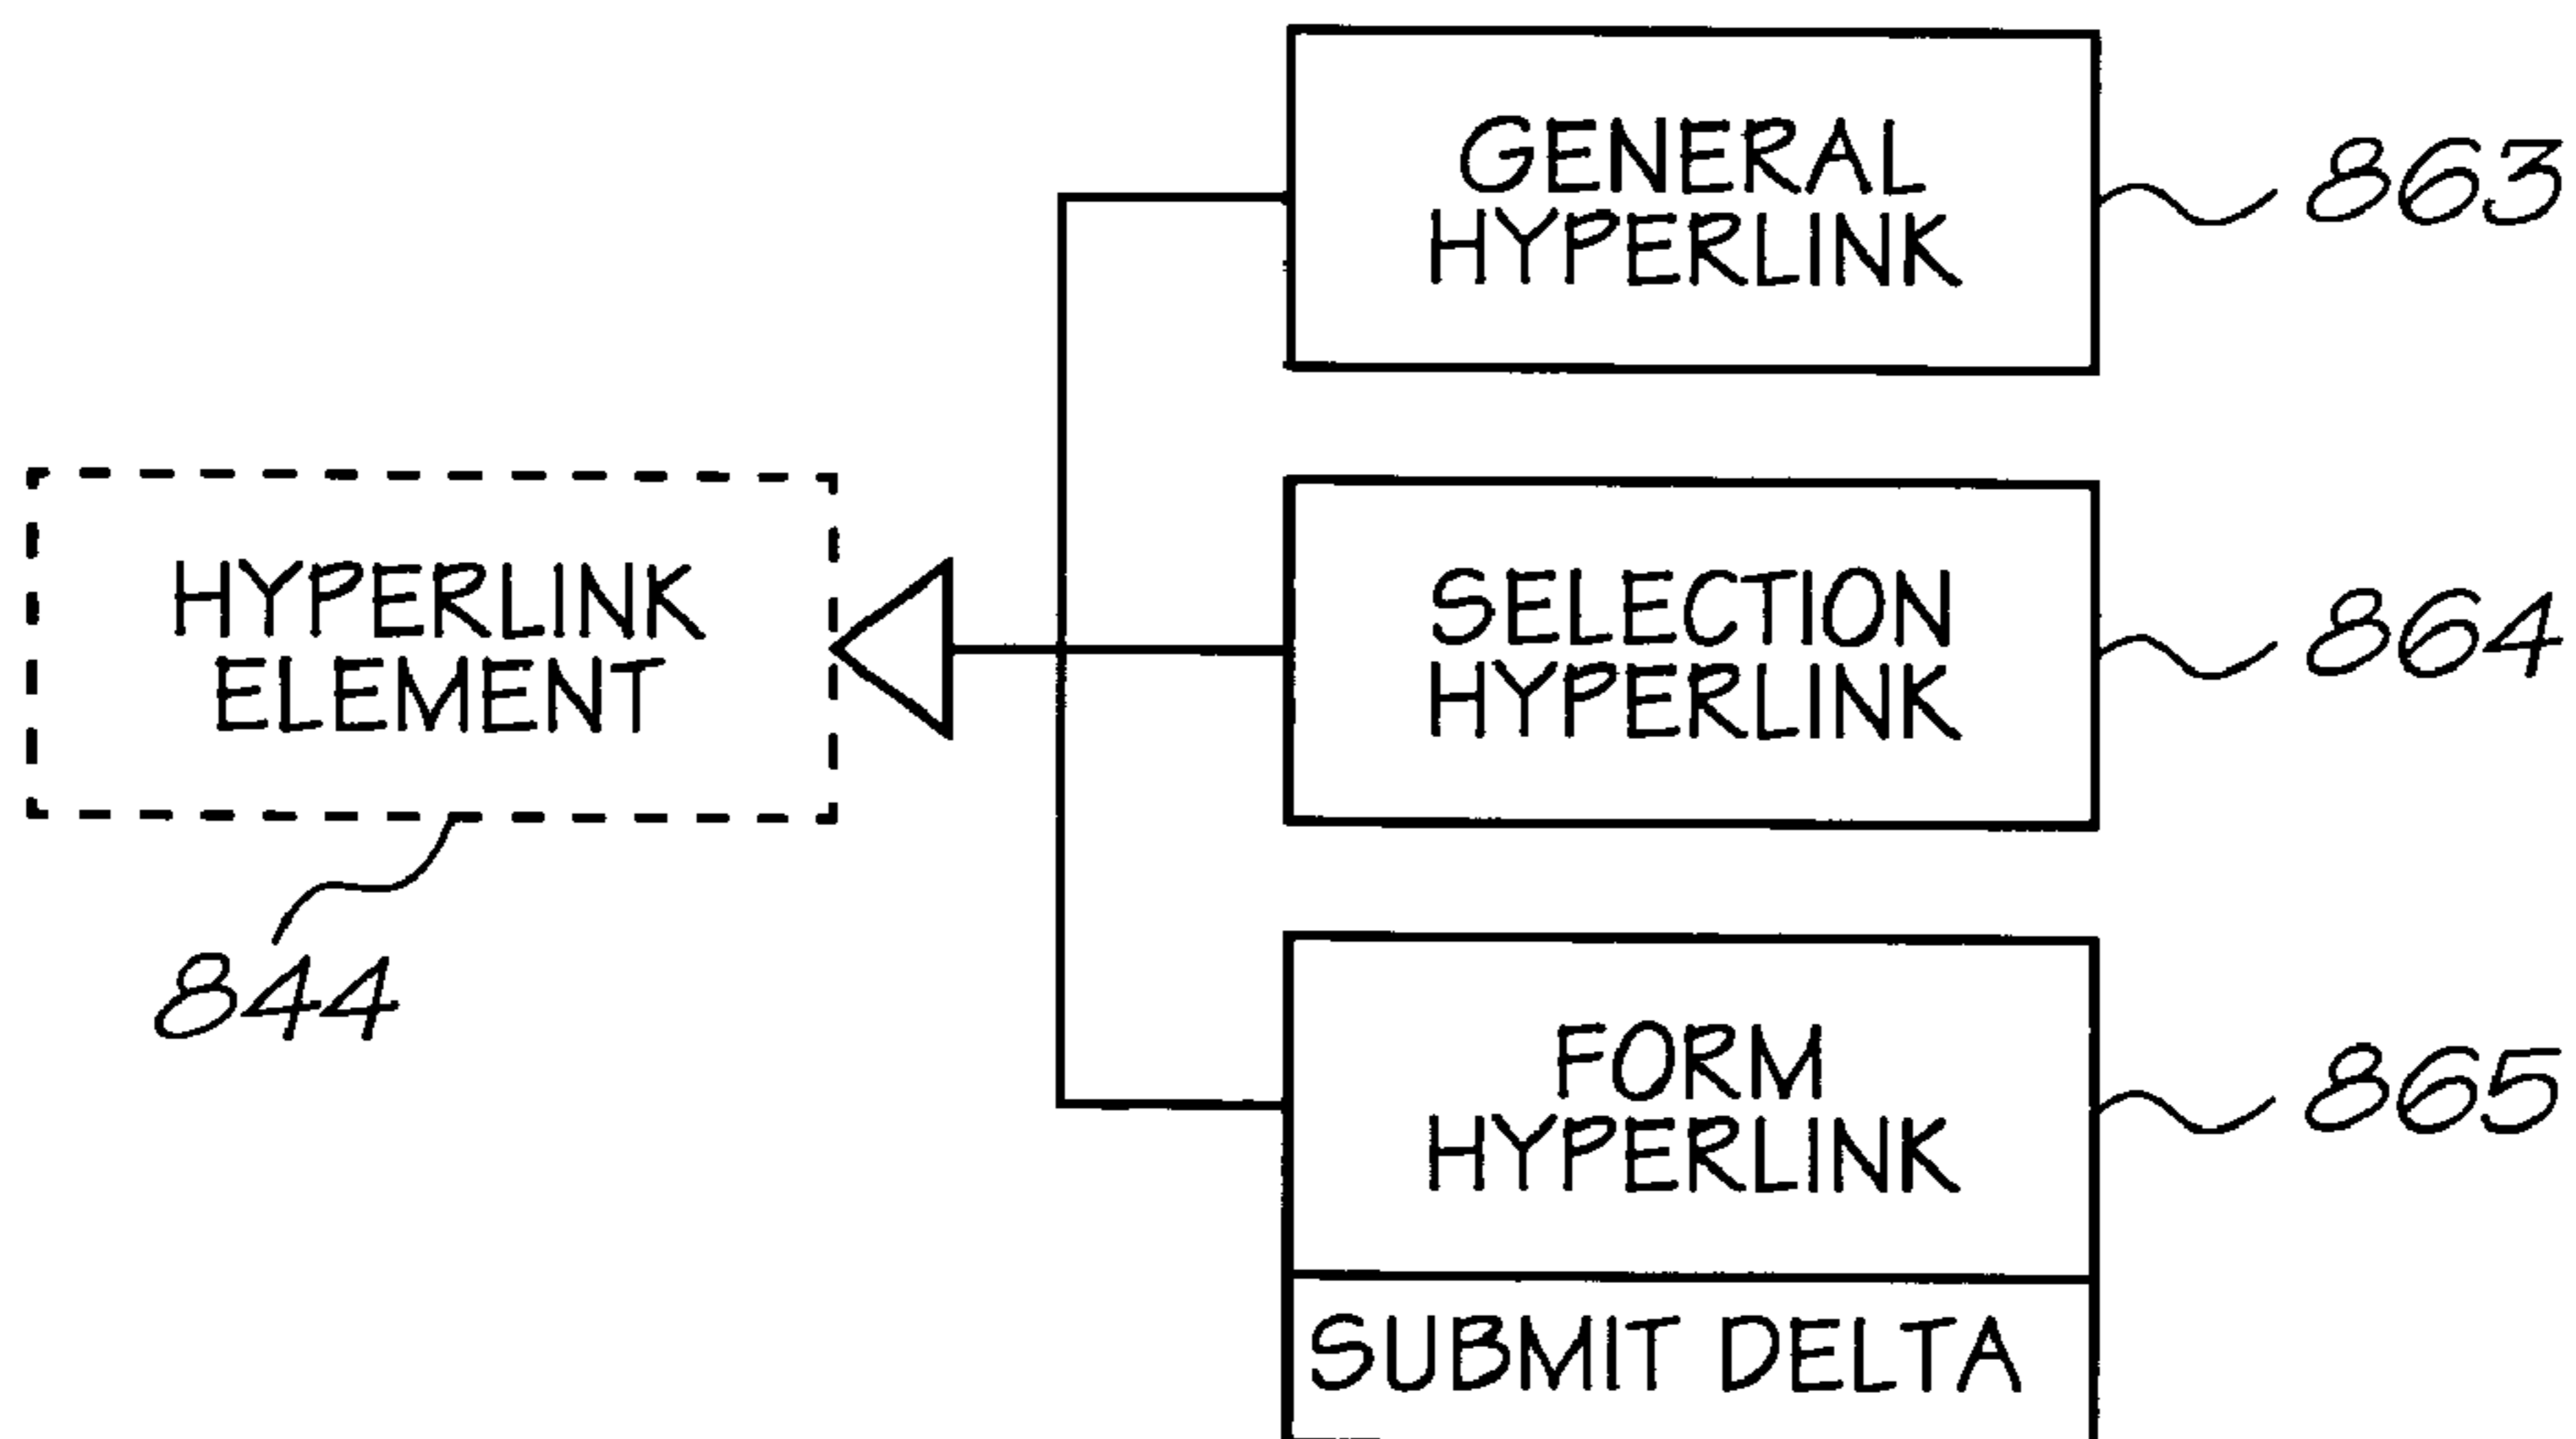 GENERAL
HYPERLINK
863
HYPERLINK
ELEMENT
844
SELECTION
HYPERLINK
864
FORM
HYPERLINK
865
SUBMIT DELTA